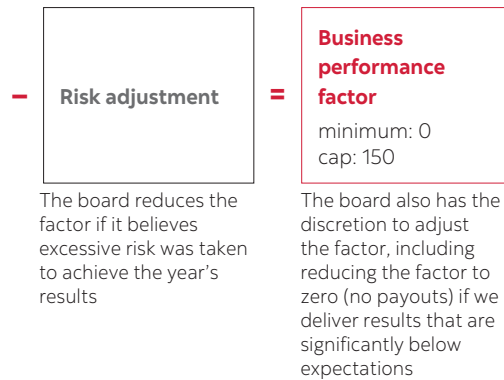 –
Risk adjustment
=
Business
performance
factor
minimum: 0
cap: 150
The board reduces the
factor if it believes
excessive risk was taken
to achieve the year’s
results
The board also has the
discretion to adjust
the factor, including
reducing the factor to
zero (no payouts) if we
deliver results that are
significantly below
expectations